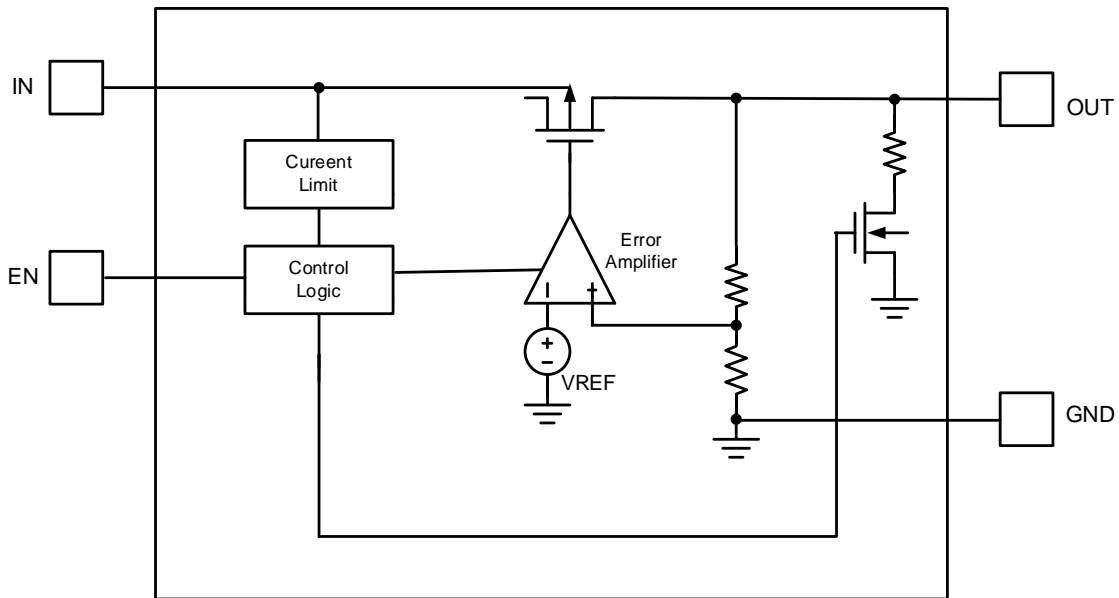 IN
OUT
Cureent
Limit
EN
Control
Logic
Error
Amplifier
- +
+
-
VREF
GND